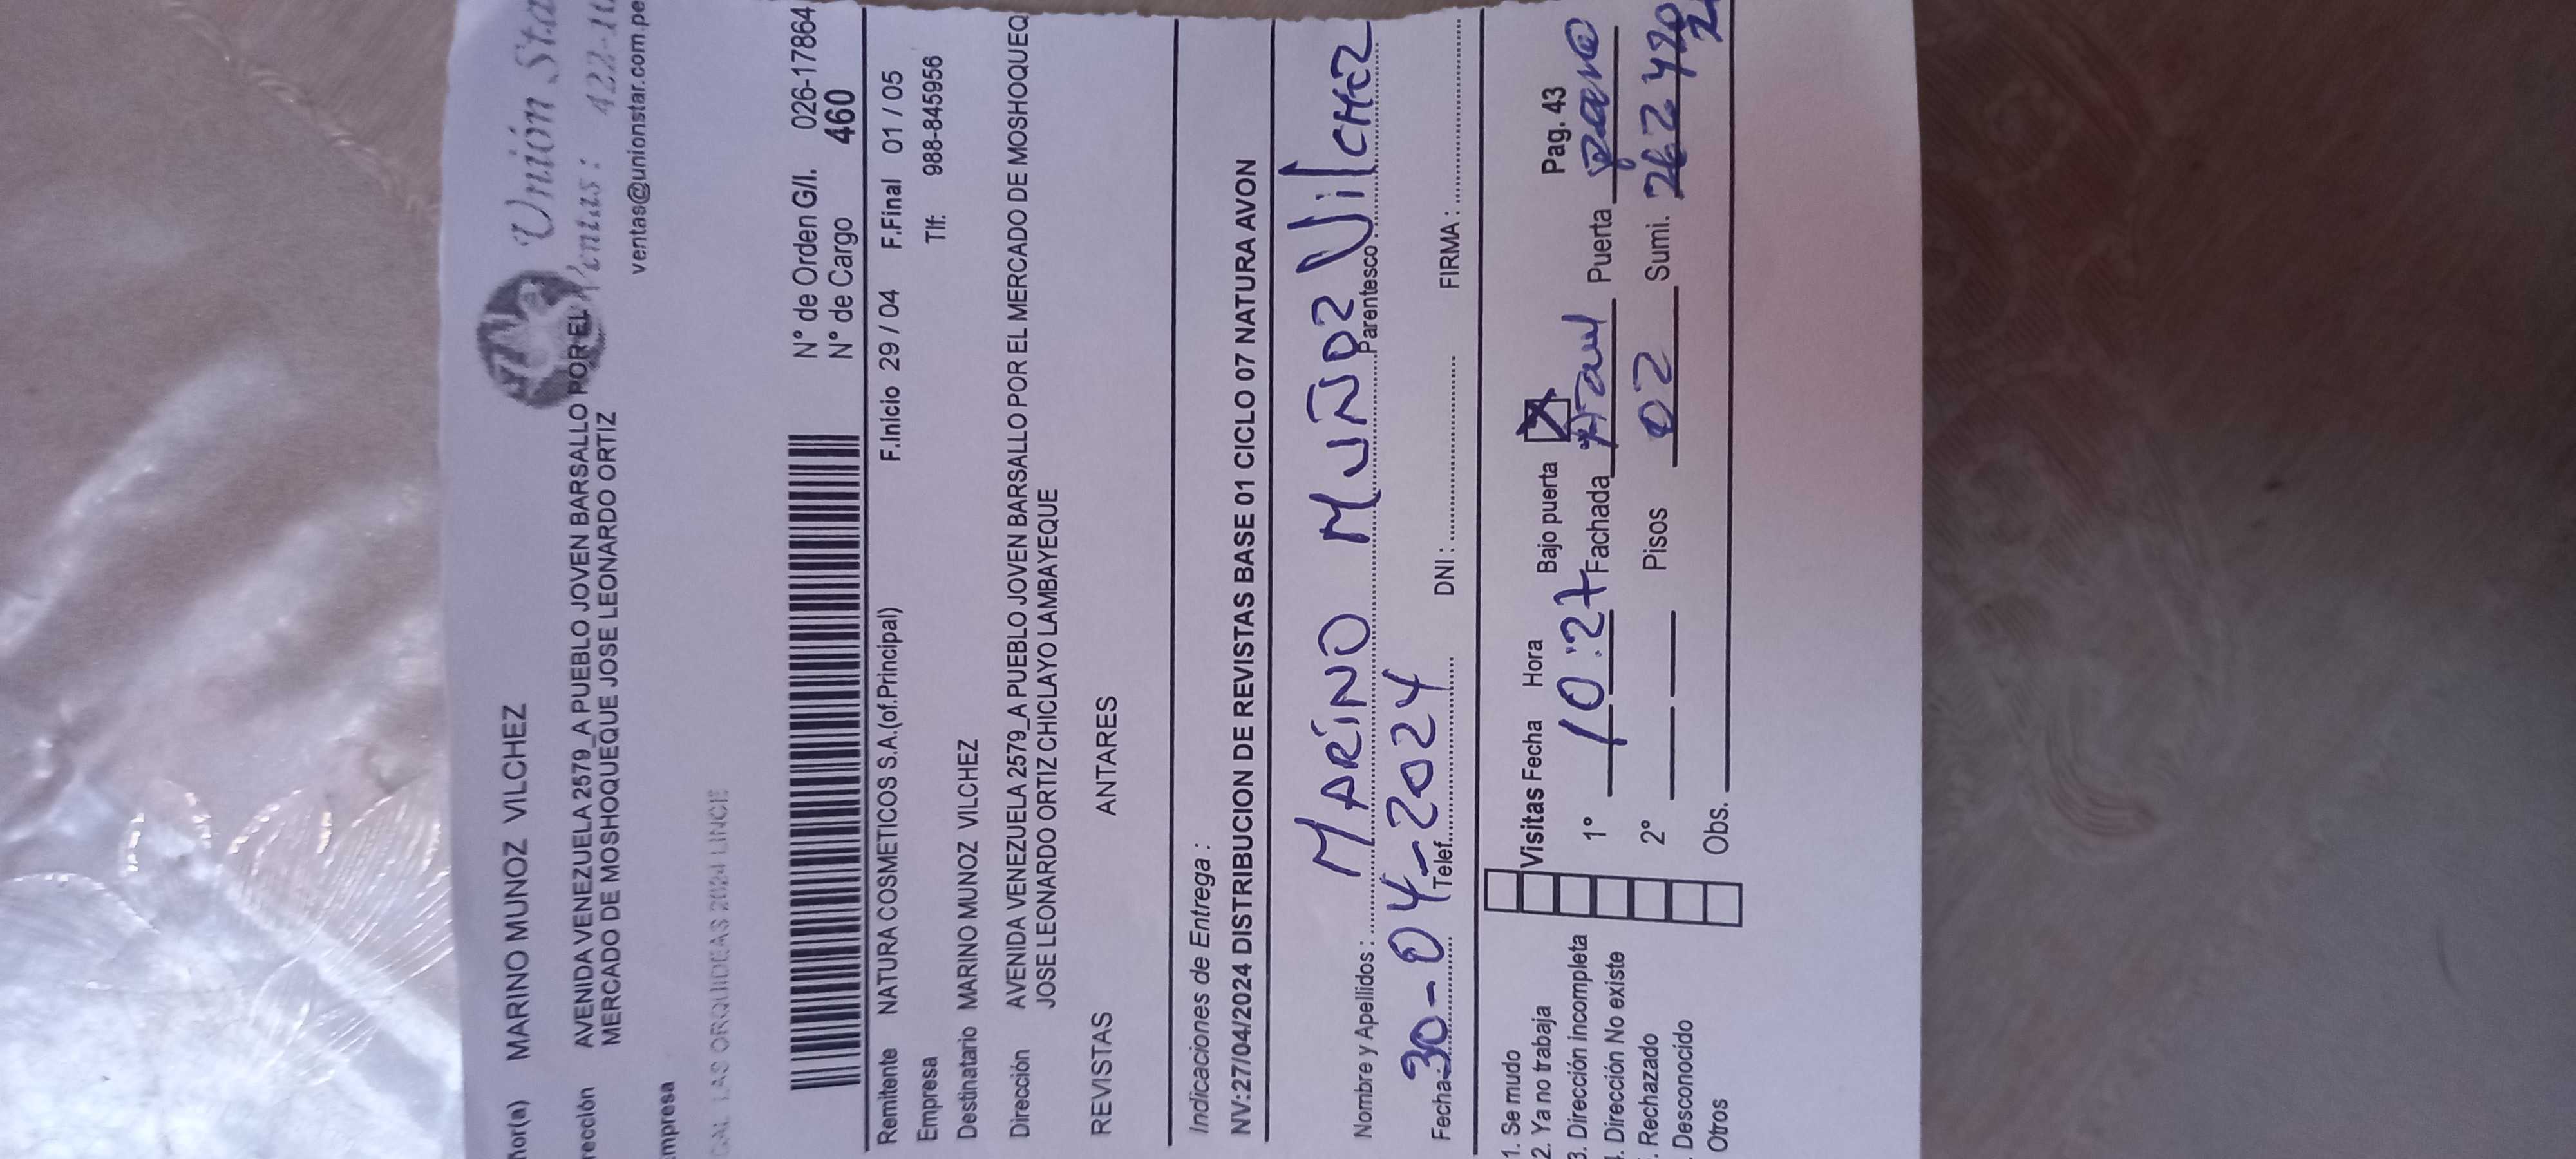 Unión Sta
ventas@unionstar.com.pe
MARINO MUNOZ VILCHEZ
AVENIDA VENEZUELA 2579_A PUEBLO JOVEN BARSALLO POR EL
MERCADO DE MOSHOQUEQUE JOSE LEONARDO ORTIZ
CAL LAS ORQUIDEAS 2624 LINCE
N° de Orden G/I. 026-17864
N° de Cargo 460
Remitente NATURA COSMETICOS S.A.(of.Principal) F.Inicio 29 / 04 F.Final 01 / 05
Empresa Tlf: 988-845956
Destinatario MARINO MUNOZ VILCHEZ
Dirección AVENIDA VENEZUELA 2579_A PUEBLO JOVEN BARSALLO POR EL MERCADO DE MOSHOQUEQ
JOSE LEONARDO ORTIZ CHICLAYO LAMBAYEQUE
REVISTAS ANTARES
Indicaciones de Entrega :
NV:27/04/2024 DISTRIBUCION DE REVISTAS BASE 01 CICLO 07 NATURA AVON
Nombre y Apellidos : MARINO MUÑOZ Parentesco : VilCHEZ
Fecha: 30-04-2024 Telef. DNI : FIRMA :
1. Se mudo
2. Ya no trabaja Visitas Fecha Hora Bajo puerta Pag. 43
3. Dirección incompleta 1° 10:27 Fachada Puerta
. Dirección No existe
. Rechazado 2° Pisos 02 Sumi.
. Desconocido
Otros Obs.